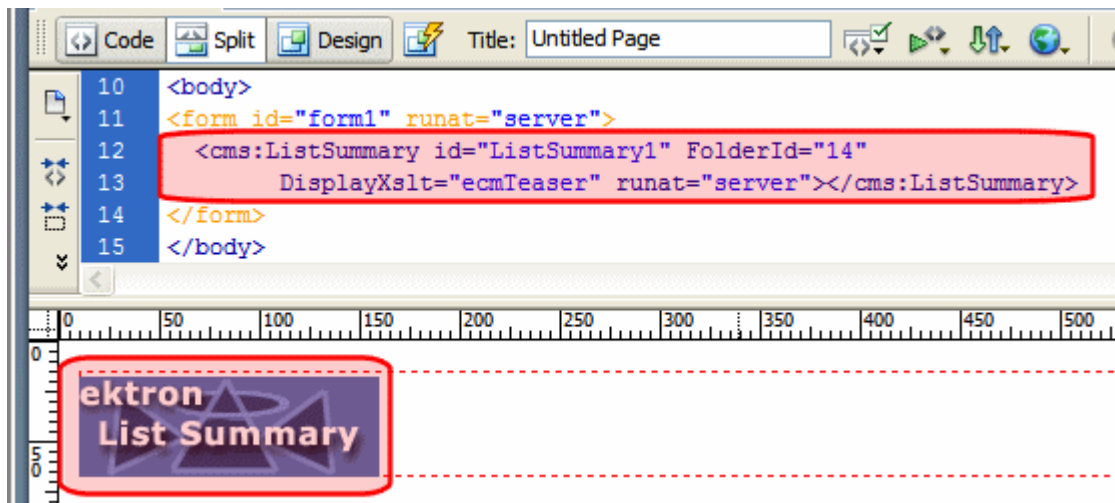 Code Split Design Title: Untitled Page
10 <body>
11 <form id="form1" runat="server">
12 <cms:ListSummary id="ListSummary1" FolderId="14"
13 DisplayXslt="ecmTeaser" runat="server"></cms:ListSummary>
14 </form>
15 </body>
0 50 100 150 200 250 300 350 400 450 500
0
ektron
List Summary
50